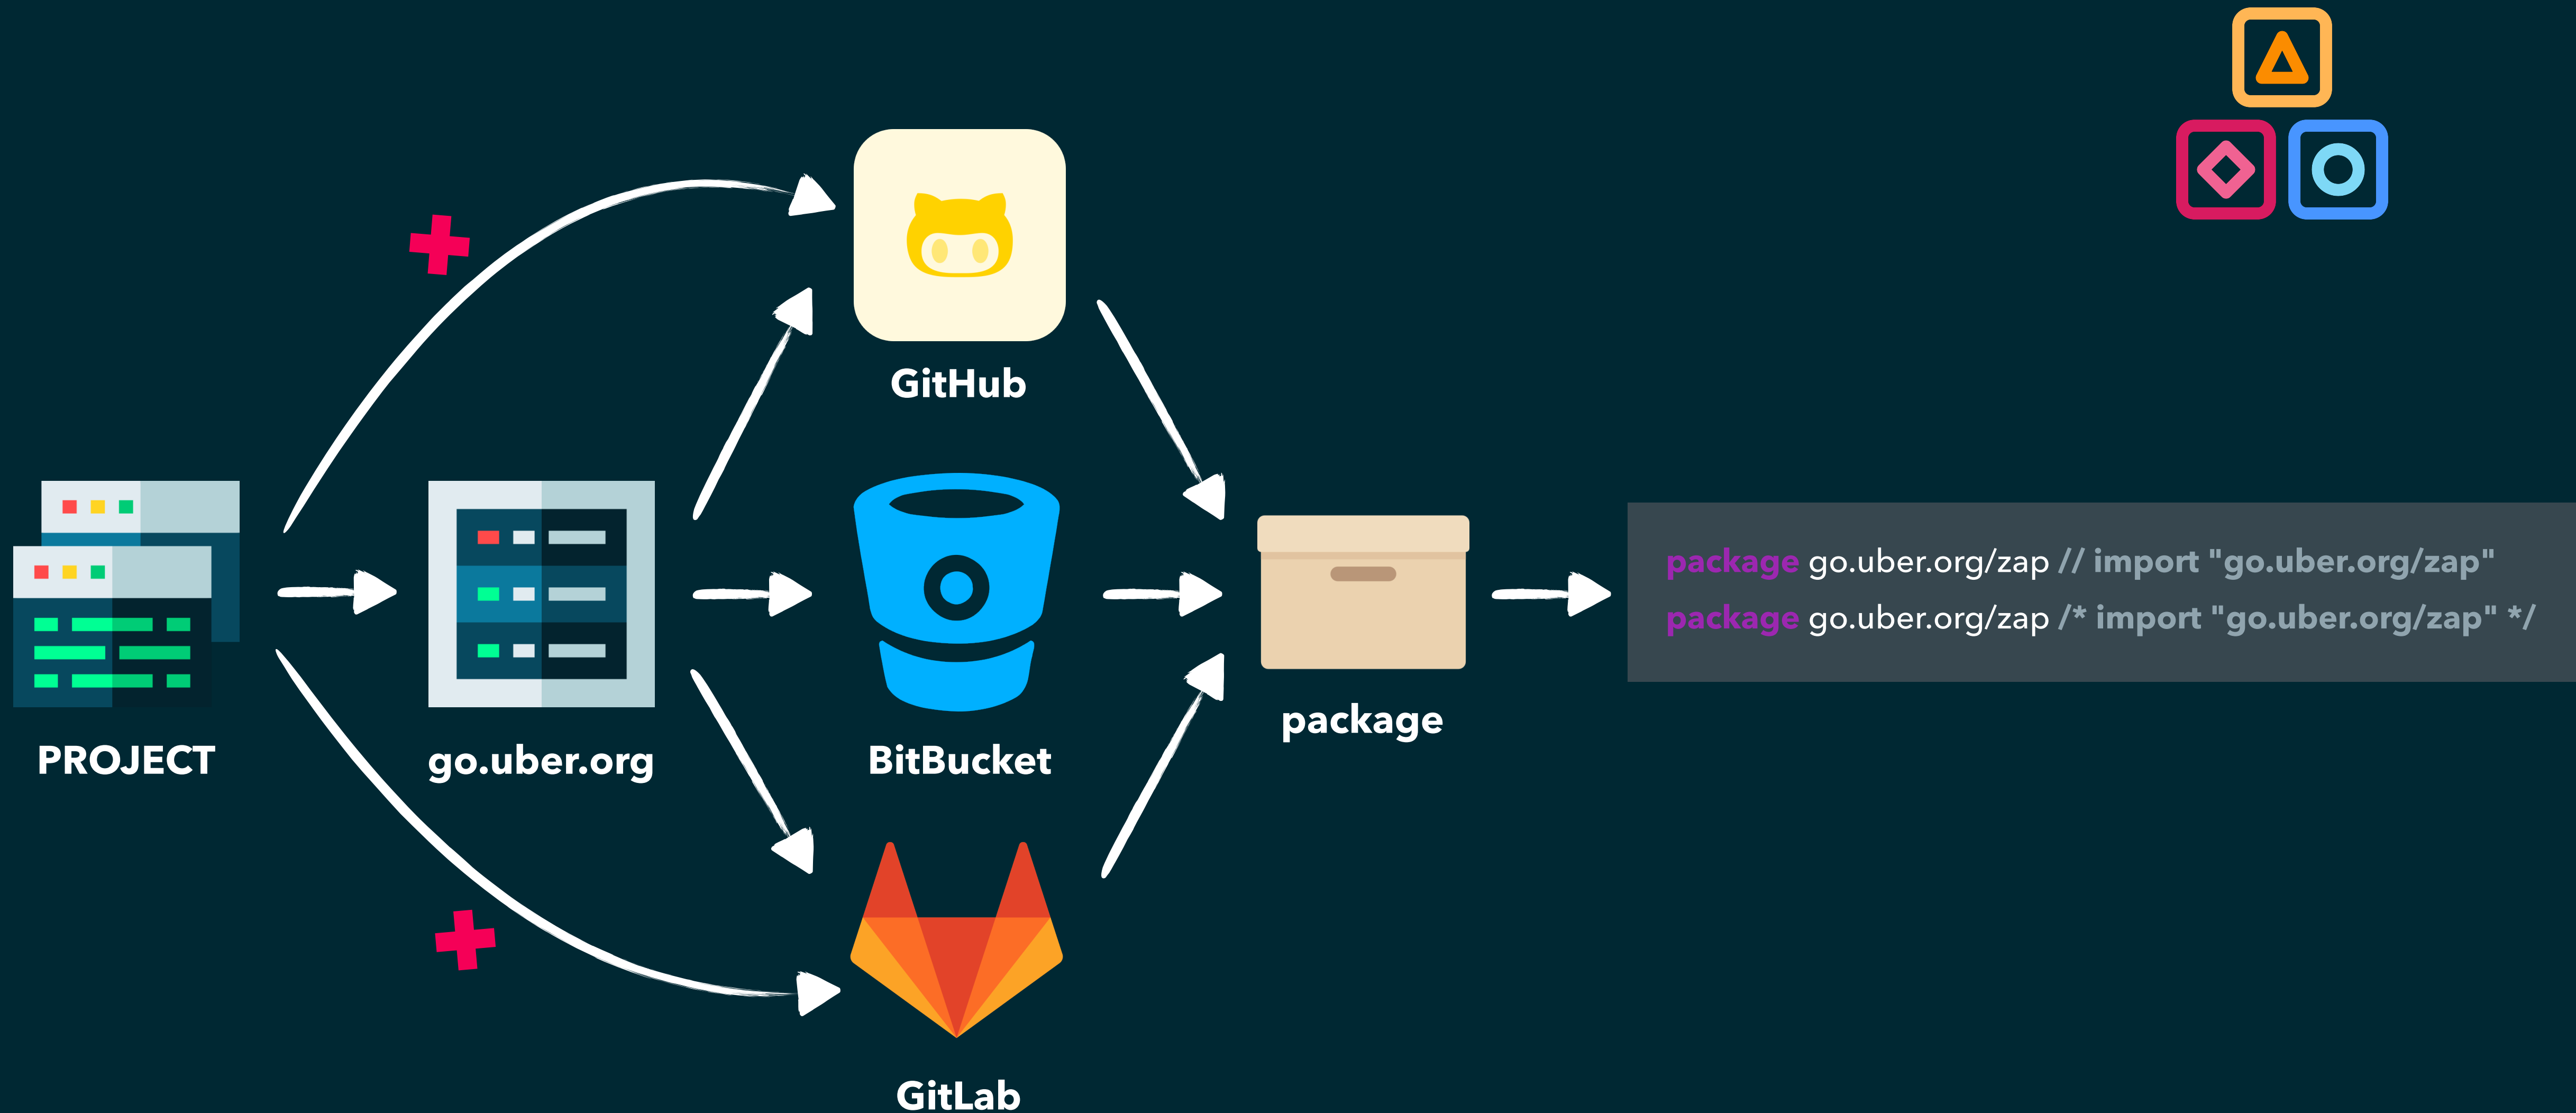 GitHub
package go.uber.org/zap // import "go.uber.org/zap"
package go.uber.org/zap /* import "go.uber.org/zap" */
PROJECT
go.uber.org
BitBucket
package
GitLab